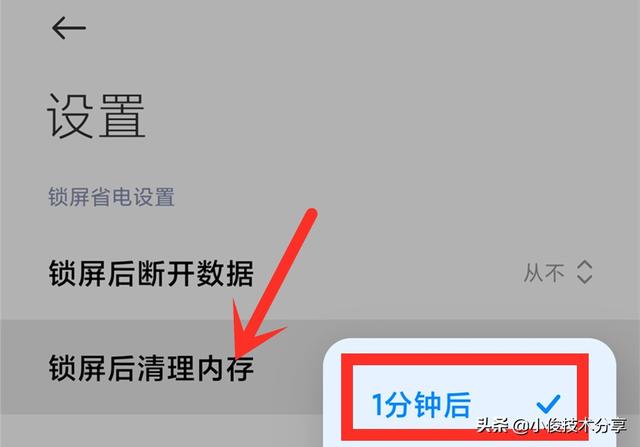 设置
锁屏省电设置
锁屏后断开数据 从不
锁屏后清理内存
1分钟后
头条 @小俊技术分享